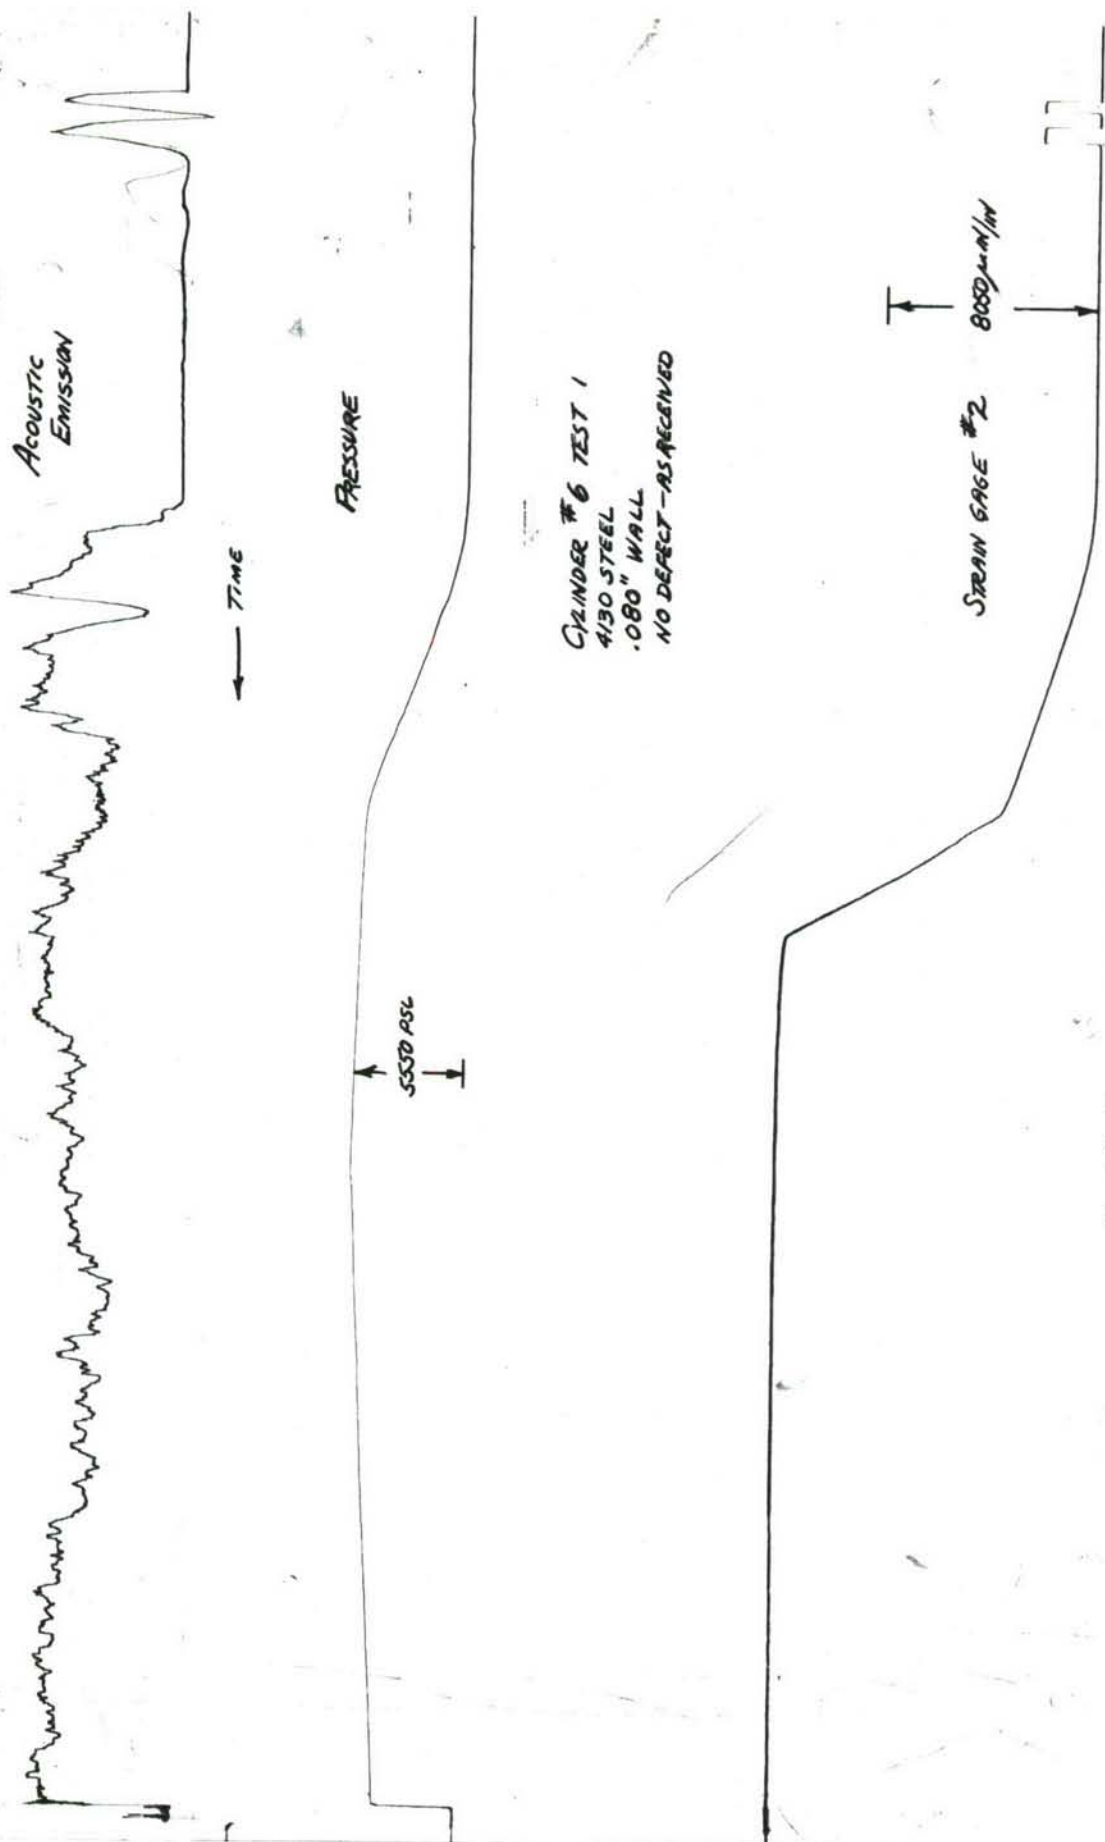 ACOUSTIC
EMISSION
TIME
PRESSURE
5550 PSI
CYLINDER #6 TEST 1
4130 STEEL
.080" WALL
NO DEFECT - AS RECEIVED
STRAIN GAGE #2 8050 μIN/IN